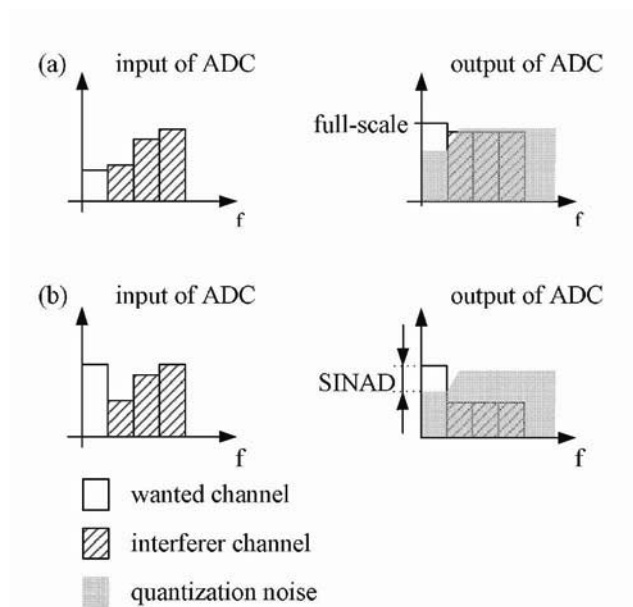 (a) input of ADC output of ADC
full-scale
f f
(b) input of ADC output of ADC
SINAD
f f
wanted channel
interferer channel
quantization noise